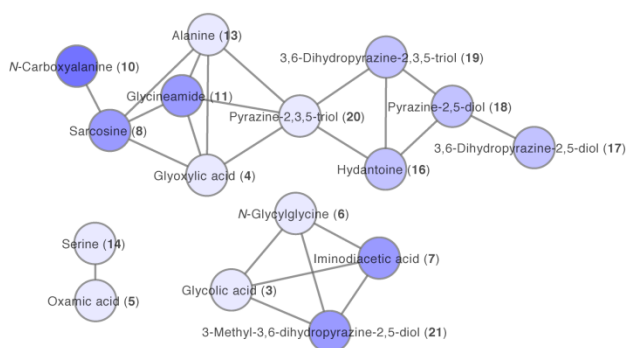 Alanine (13)
3,6-Dihydropyrazine-2,3,5-triol (19)
N-Carboxyalanine (10)
Glycineamide (11)
Pyrazine-2,5-diol (18)
Pyrazine-2,3,5-triol (20)
Sarcosine (8)
3,6-Dihydropyrazine-2,5-diol (17)
Glyoxylic acid (4)
Hydantoine (16)
N-Glycylglycine (6)
Serine (14)
Iminodiacetic acid (7)
Glycolic acid (3)
Oxamic acid (5)
3-Methyl-3,6-dihydropyrazine-2,5-diol (21)